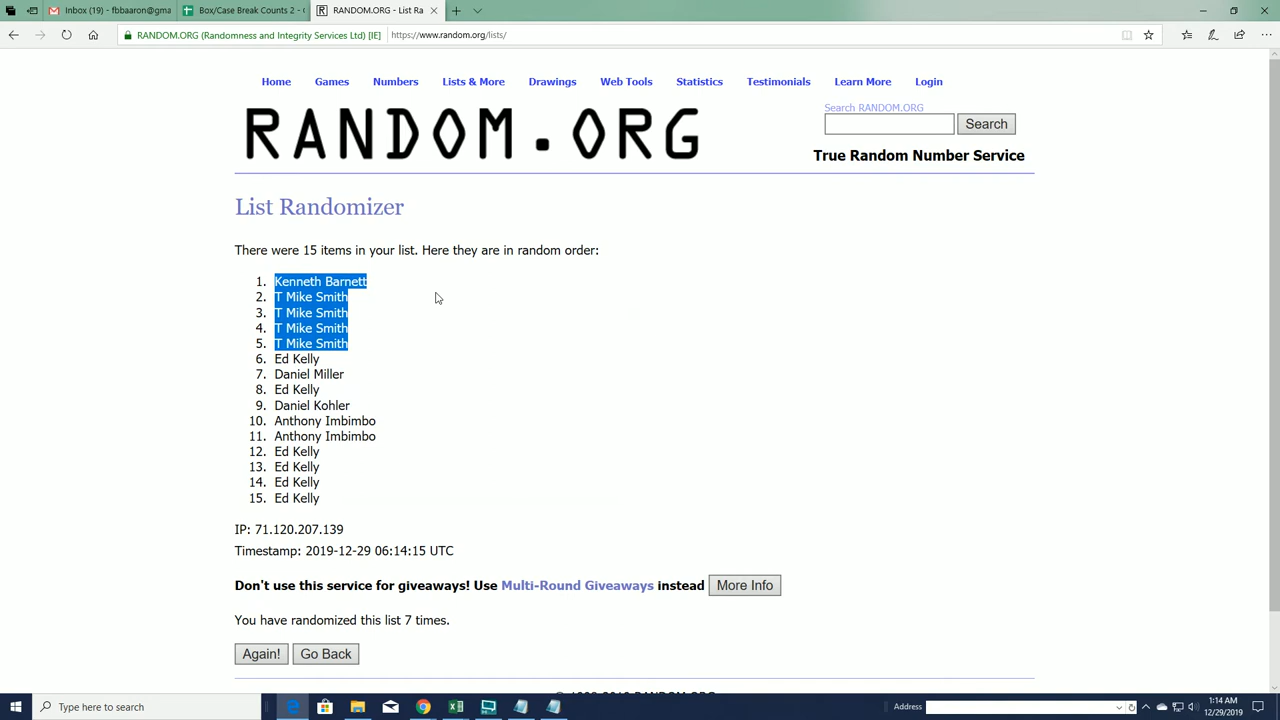 Inbox (19) - fbbaaron@gma
Box/Case Break Counts 2 -
RANDOM.ORG - List Ra
RANDOM.ORG (Randomness and Integrity Services Ltd) [IE]
https://www.random.org/lists/
Home
Games
Numbers
Lists & More
Drawings
Web Tools
Statistics
Testimonials
Learn More
Login
RANDOM.ORG
Search RANDOM.ORG
Search
True Random Number Service
List Randomizer
There were 15 items in your list. Here they are in random order:
1. Kenneth Barnett
2. T Mike Smith
3. T Mike Smith
4. T Mike Smith
5. T Mike Smith
6. Ed Kelly
7. Daniel Miller
8. Ed Kelly
9. Daniel Kohler
10. Anthony Imbimbo
11. Anthony Imbimbo
12. Ed Kelly
13. Ed Kelly
14. Ed Kelly
15. Ed Kelly
IP: 71.120.207.139
Timestamp: 2019-12-29 06:14:15 UTC
Don't use this service for giveaways! Use Multi-Round Giveaways instead
More Info
You have randomized this list 7 times.
Again!
Go Back
Type here to search
Address
1:14 AM
12/29/2019